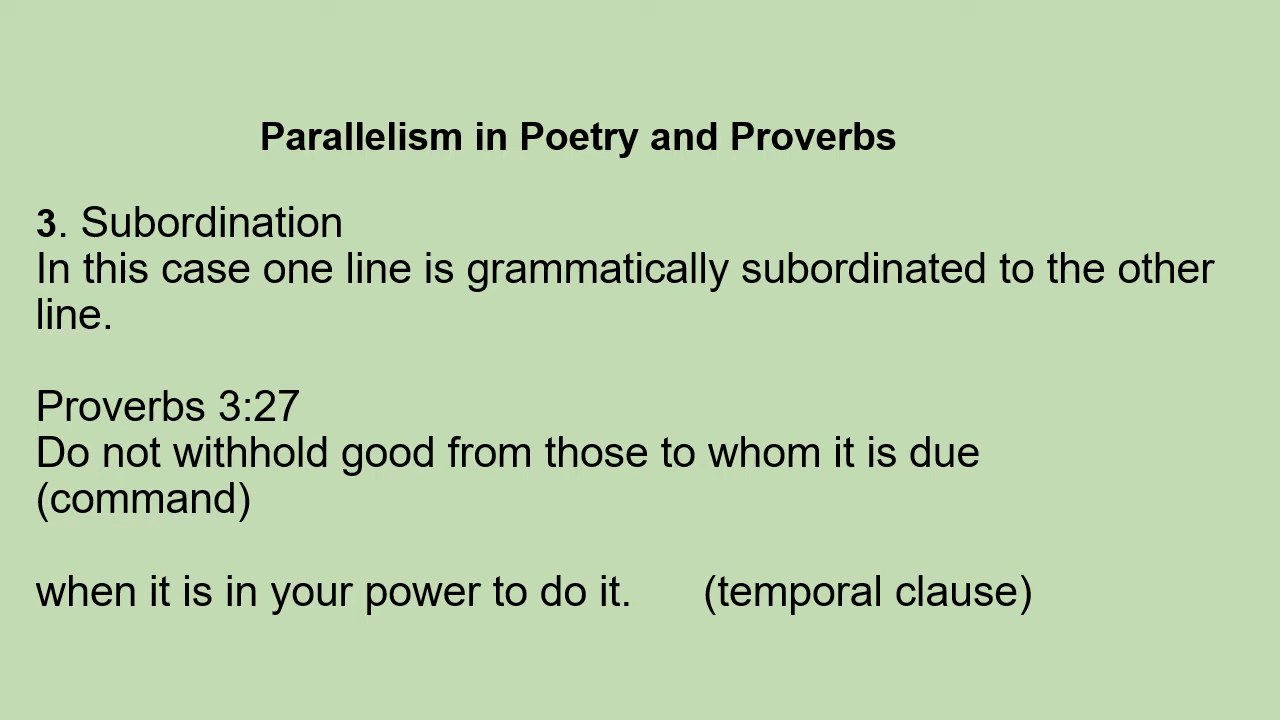 Parallelism in Poetry and Proverbs
3. Subordination
In this case one line is grammatically subordinated to the other
line.
Proverbs 3:27
Do not withhold good from those to whom it is due
(command)
when it is in your power to do it. (temporal clause)